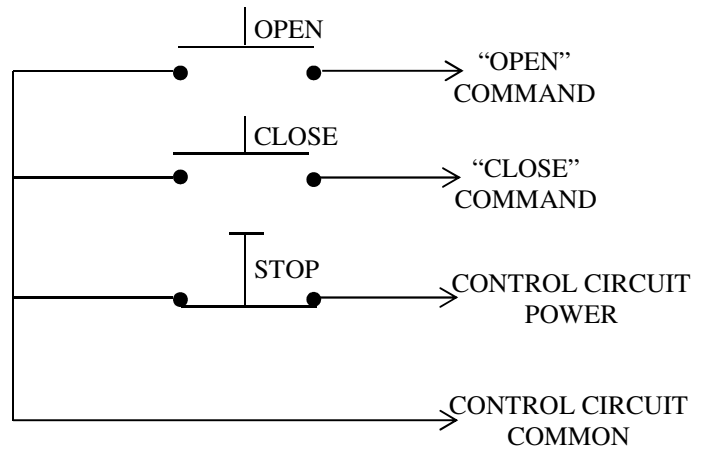 OPEN
“OPEN”
COMMAND
CLOSE
“CLOSE”
COMMAND
STOP
CONTROL CIRCUIT
POWER
CONTROL CIRCUIT
COMMON